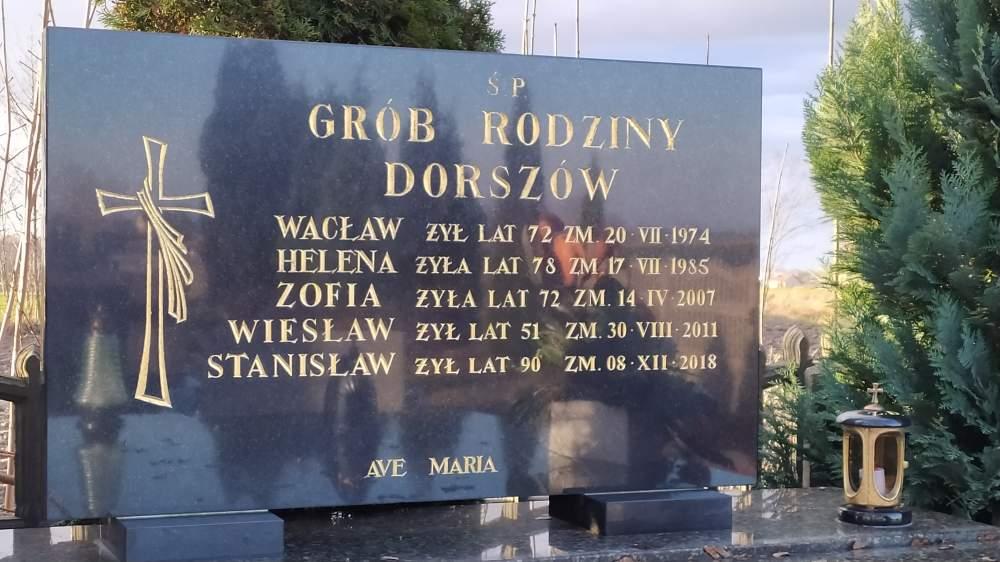 Ś P
GRÓB RODZINY
DORSZÓW
WACŁAW ŻYŁ LAT 72 ZM. 20·VII·1974
HELENA ŻYŁA LAT 78 ZM. 17·VII·1985
ZOFIA ŻYŁA LAT 72 ZM. 14·IV·2007
WIESŁAW ŻYŁ LAT 51 ZM. 30·VIII·2011
STANISŁAW ŻYŁ LAT 90 ZM. 08·XII·2018
AVE MARIA